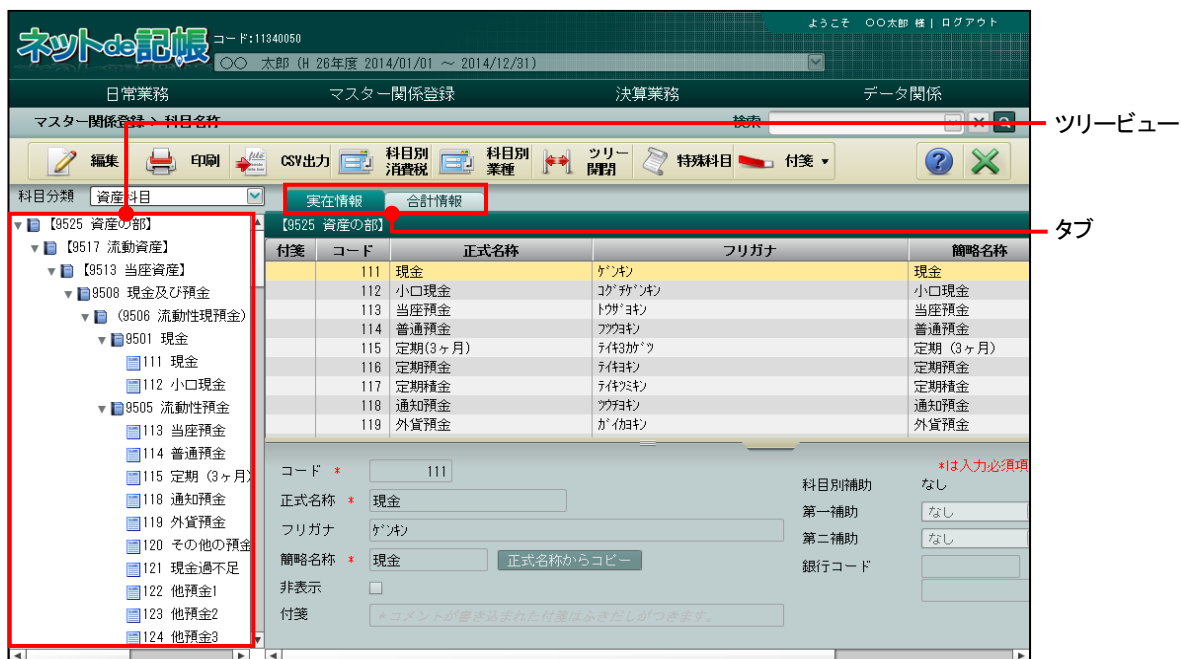 ようこそ 〇〇太郎 様 | ログアウト
ネットde記帳 コード:11340050
〇〇 太郎 (H 26年度 2014/01/01 ～ 2014/12/31)
日常業務 マスター関係登録 決算業務 データ関係
マスター関係登録 > 科目名称 検索
ツリービュー
編集 印刷 CSV出力 科目別消費税 科目別業種 ツリー開閉 特殊科目 付箋 ▼
科目分類 資産科目
実在情報 合計情報
タブ
【9525 資産の部】
【9517 流動資産】
【9513 当座資産】
9508 現金及び預金
(9506 流動性現預金)
9501 現金
111 現金
112 小口現金
9505 流動性預金
113 当座預金
114 普通預金
115 定期 (3ヶ月)
118 通知預金
119 外貨預金
120 その他の預金
121 現金過不足
122 他預金1
123 他預金2
124 他預金3
【9525 資産の部】
付箋 コード 正式名称 フリガナ 簡略名称
111 現金 ｹﾞﾝｷﾝ 現金
112 小口現金 ｺｸﾞﾁｹﾞﾝｷﾝ 小口現金
113 当座預金 ﾄｳｻﾞﾖｷﾝ 当座預金
114 普通預金 ﾌﾂｳﾖｷﾝ 普通預金
115 定期(3ヶ月) ﾃｲｷ3ｶｹﾞﾂ 定期 (3ヶ月)
116 定期預金 ﾃｲｷﾖｷﾝ 定期預金
117 定期積金 ﾃｲｷﾂﾐｷﾝ 定期積金
118 通知預金 ﾂｳﾁﾖｷﾝ 通知預金
119 外貨預金 ｶﾞｲｶﾖｷﾝ 外貨預金
*は入力必須項
コード * 111
正式名称 * 現金
フリガナ ｹﾞﾝｷﾝ
簡略名称 * 現金 正式名称からコピー
非表示
付箋 *コメントが書き込まれた付箋はふきだしがつきます。
科目別補助 なし
第一補助 なし
第二補助 なし
銀行コード